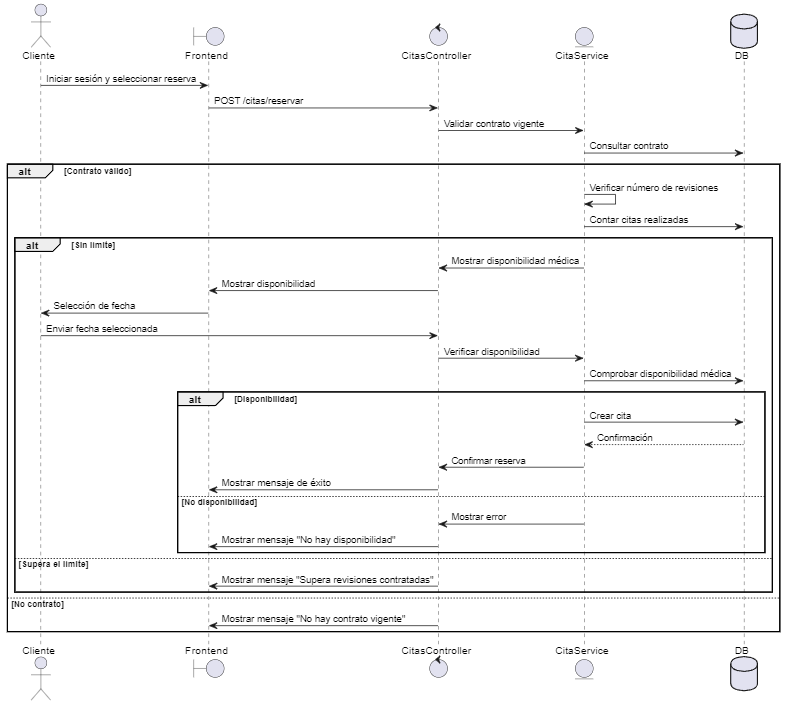 Cliente Frontend CitasController CitaService DB
Iniciar sesión y seleccionar reserva
POST /citas/reservar
Validar contrato vigente
Consultar contrato
alt [Contrato válido]
Verificar número de revisiones
Contar citas realizadas
alt [Sin límite]
Mostrar disponibilidad médica
Mostrar disponibilidad
Selección de fecha
Enviar fecha seleccionada
Verificar disponibilidad
Comprobar disponibilidad médica
alt [Disponibilidad]
Crear cita
Confirmación
Confirmar reserva
Mostrar mensaje de éxito
[No disponibilidad]
Mostrar error
Mostrar mensaje "No hay disponibilidad"
[Supera el límite]
Mostrar mensaje "Supera revisiones contratadas"
[No contrato]
Mostrar mensaje "No hay contrato vigente"
Cliente Frontend CitasController CitaService DB